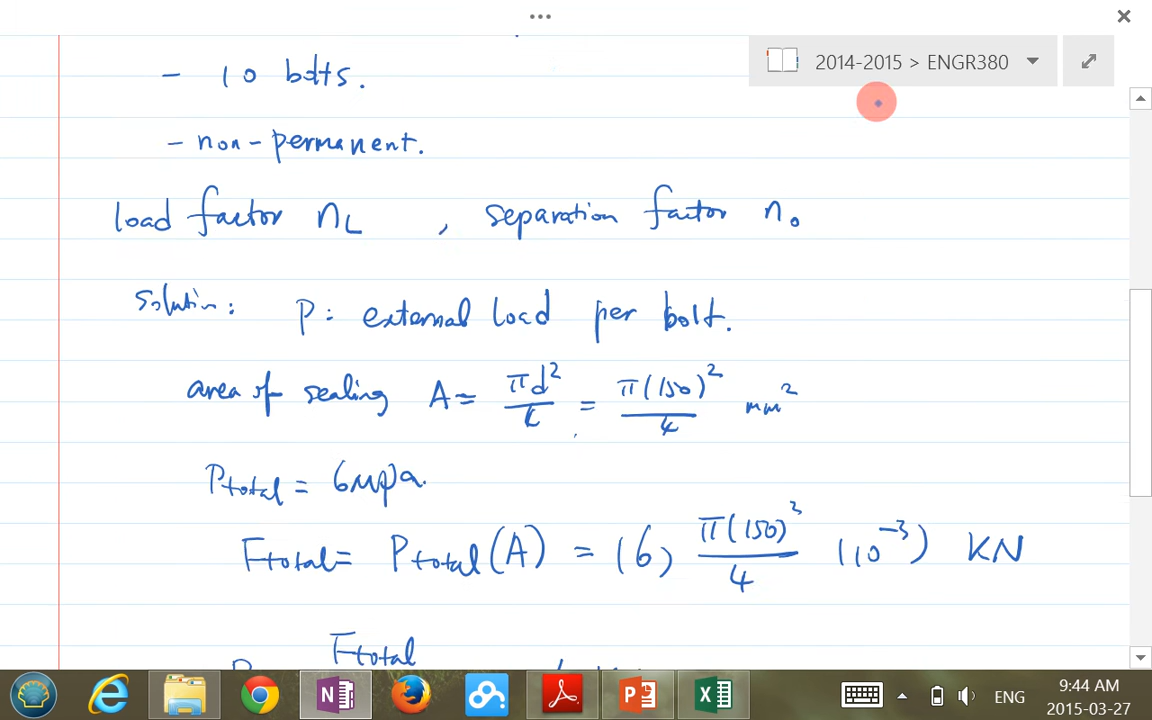 - 10 bolts.
2014-2015 > ENGR380
- non-permanent.
load factor n_L , separation factor n_o
Solution: P: external load per bolt.
area of sealing A = πd²/4 = π(150)²/4 mm²
Ptotal = 6mpa.
Ftotal = Ptotal(A) = (6) π(150)²/4 (10⁻³) KN
Ftotal
ENG
9:44 AM
2015-03-27